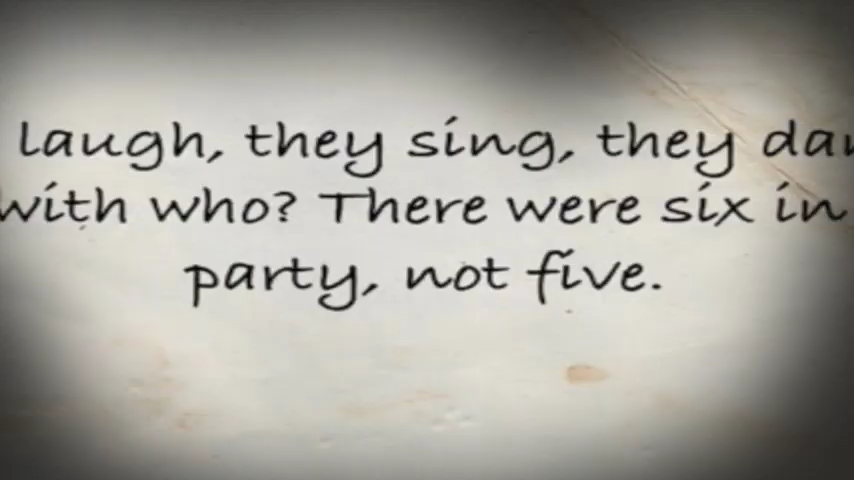 laugh, they sing, they
with who? There were six in
party, not five.